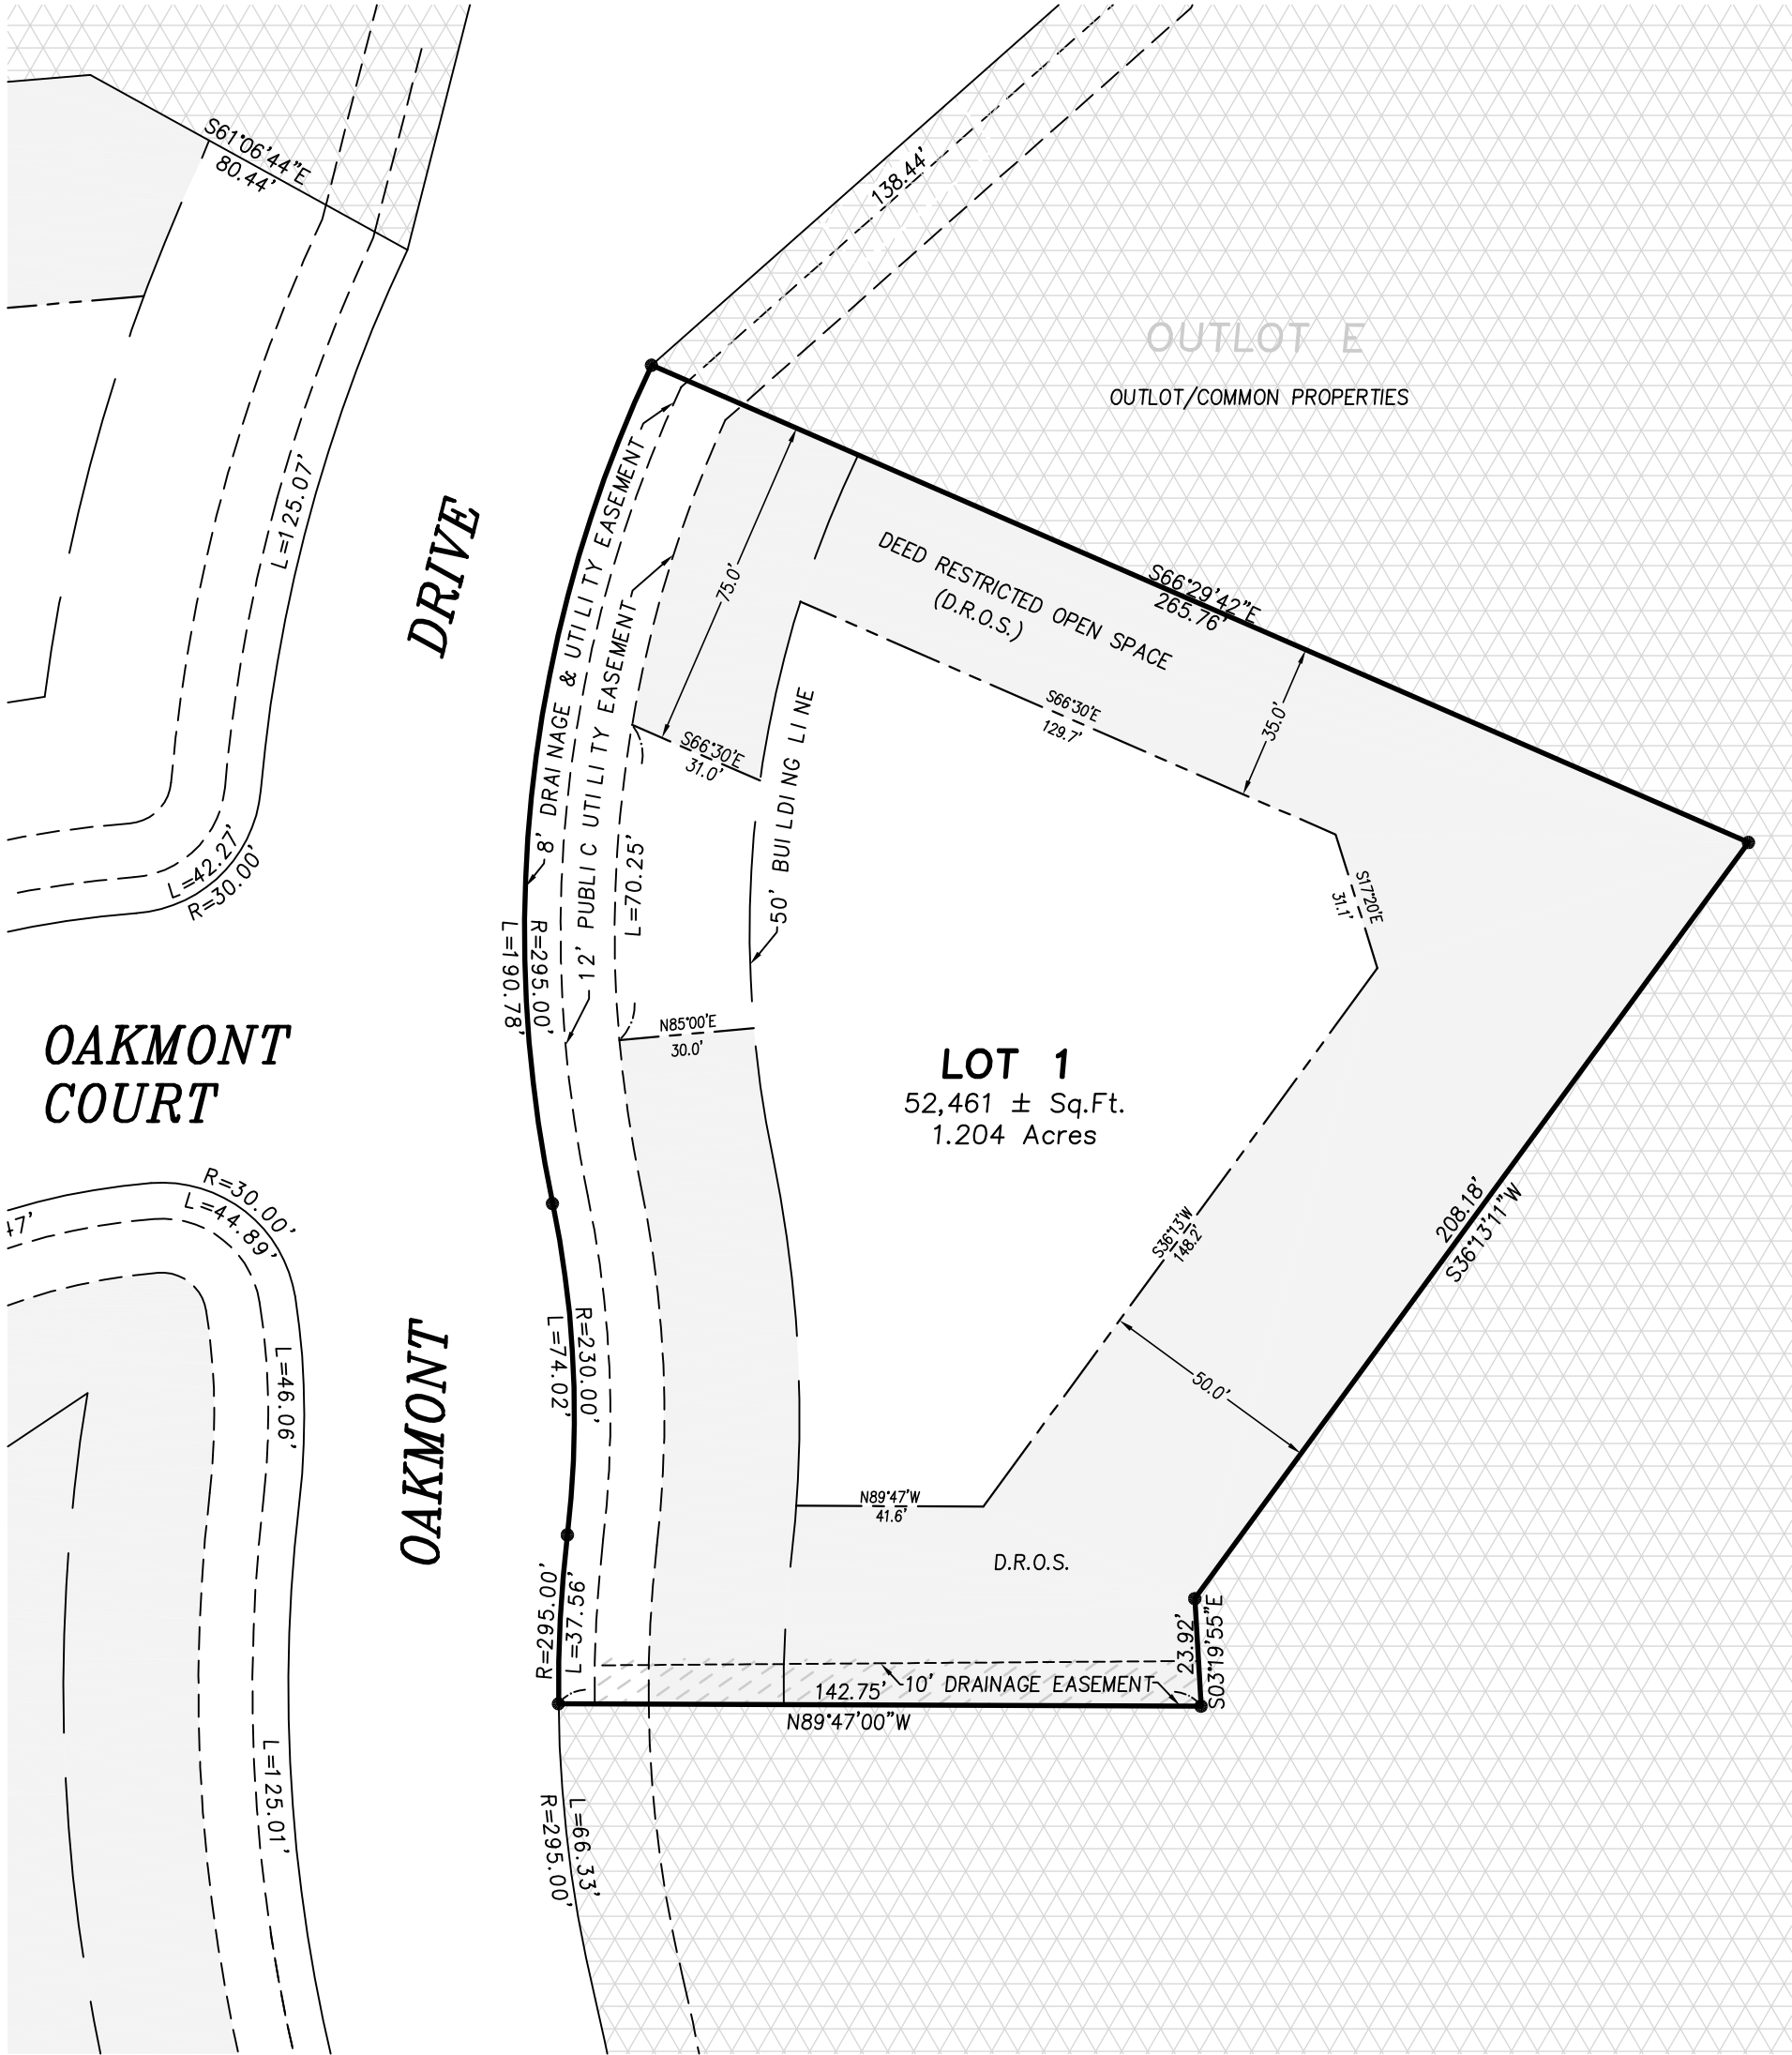 S61°06'44"E
80.44'
138.44'
OUTLOT E
OUTLOT/COMMON PROPERTIES
L=125.07'
DRIVE
8' DRAINAGE & UTILITY EASEMENT
12' PUBLIC UTILITY EASEMENT
75.0'
DEED RESTRICTED OPEN SPACE
(D.R.O.S.)
S66°29'42"E
265.76'
S66°30'E
129.7'
35.0'
S66°30'E
31.0'
50' BUILDING LINE
L=70.25'
S17°20'E
31.1'
L=42.27'
R=30.00'
R=295.00'
L=190.78'
N85°00'E
30.0'
OAKMONT
COURT
LOT 1
52,461 ± Sq.Ft.
1.204 Acres
R=30.00'
L=44.89'
47'
208.18'
S36°13'11"W
S36°13'W
148.2'
L=46.06'
OAKMONT
R=230.00'
L=74.02'
50.0'
N89°47'W
41.6'
D.R.O.S.
R=295.00'
L=37.56'
23.92'
S03°19'55"E
10' DRAINAGE EASEMENT
142.75'
N89°47'00"W
L=125.01'
L=66.33'
R=295.00'